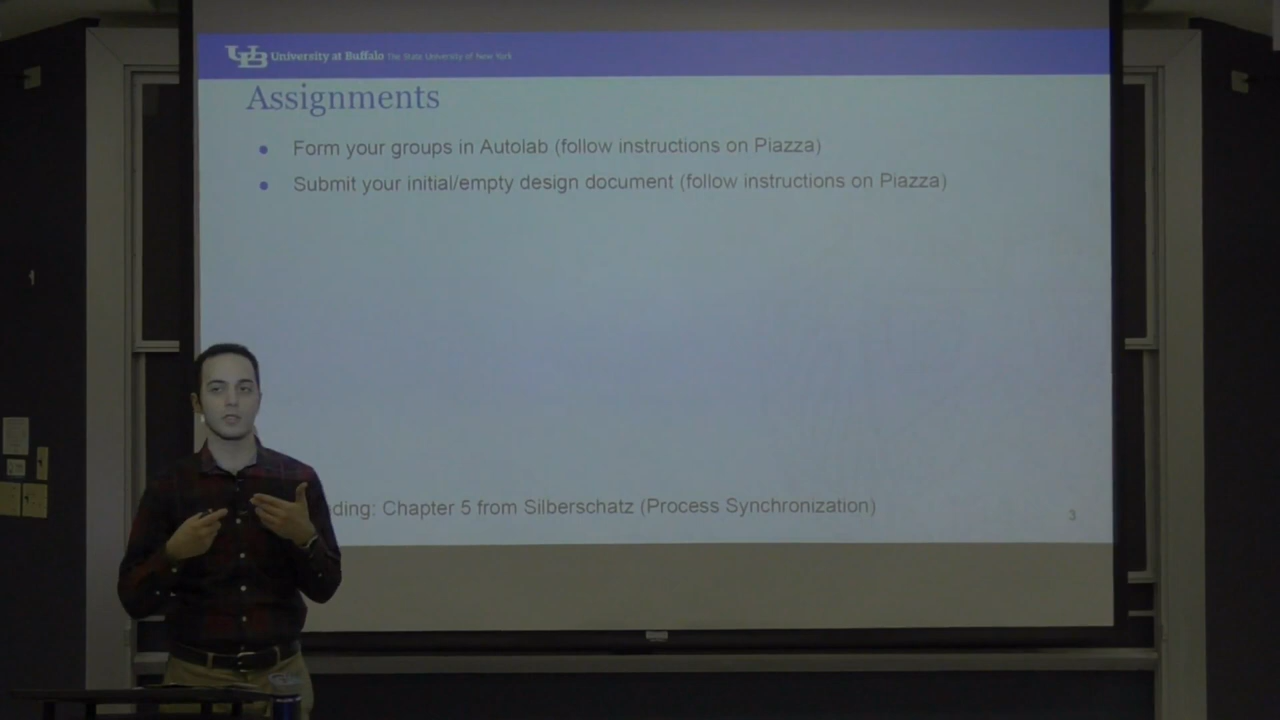 University at Buffalo The State University of New York
Assignments
Form your groups in Autolab (follow instructions on Piazza)
Submit your initial/empty design document (follow instructions on Piazza)
ding: Chapter 5 from Silberschatz (Process Synchronization)
3